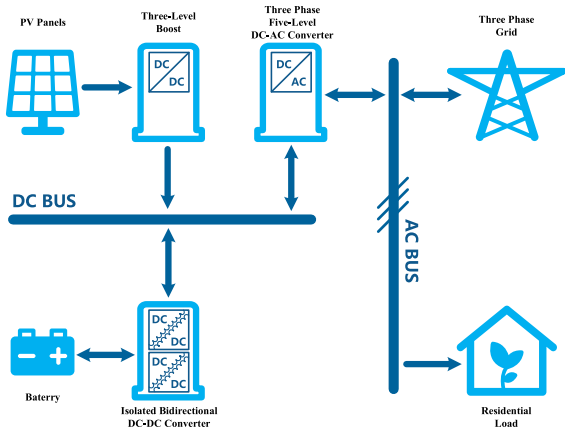 PV Panels
Three-Level
Boost
Three Phase
Five-Level
DC-AC Converter
Three Phase
Grid
DC
DC
DC
AC
DC BUS
AC BUS
DC
DC
DC
DC
Baterry
Isolated Bidirectional
DC-DC Converter
Residential
Load